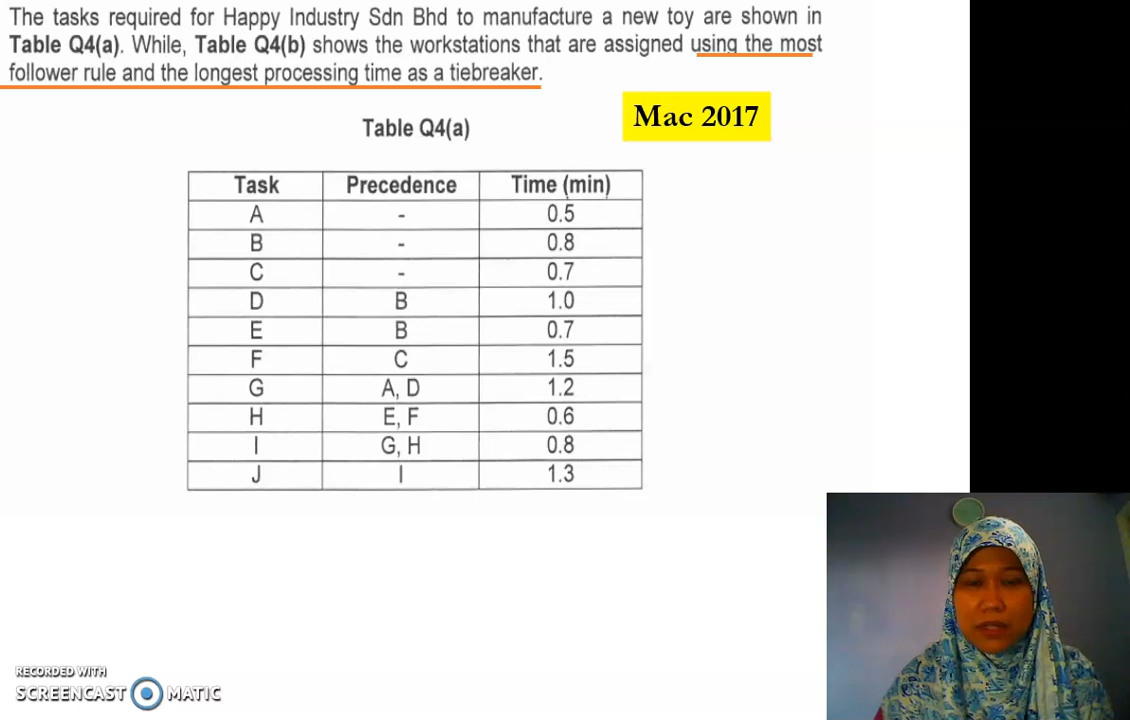 The tasks required for Happy Industry Sdn Bhd to manufacture a new toy are shown in
Table Q4(a). While, Table Q4(b) shows the workstations that are assigned using the most
follower rule and the longest processing time as a tiebreaker.
Mac 2017
Table Q4(a)
Task Precedence Time (min)
A - 0.5
B - 0.8
C - 0.7
D B 1.0
E B 0.7
F C 1.5
G A, D 1.2
H E, F 0.6
I G, H 0.8
J I 1.3
RECORDED WITH
SCREENCAST MATIC